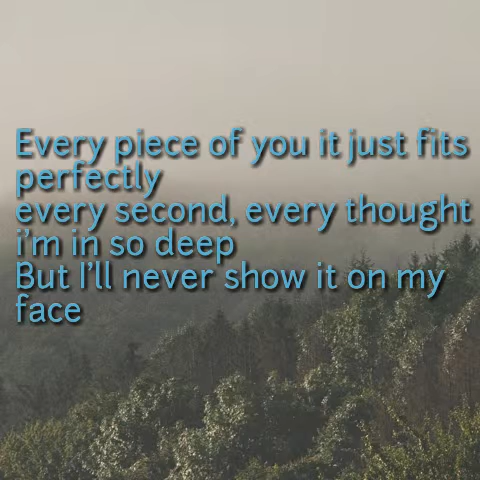 Every piece of you it just fits
perfectly
every second, every thought
i'm in so deep
But I'll never show it on my
face